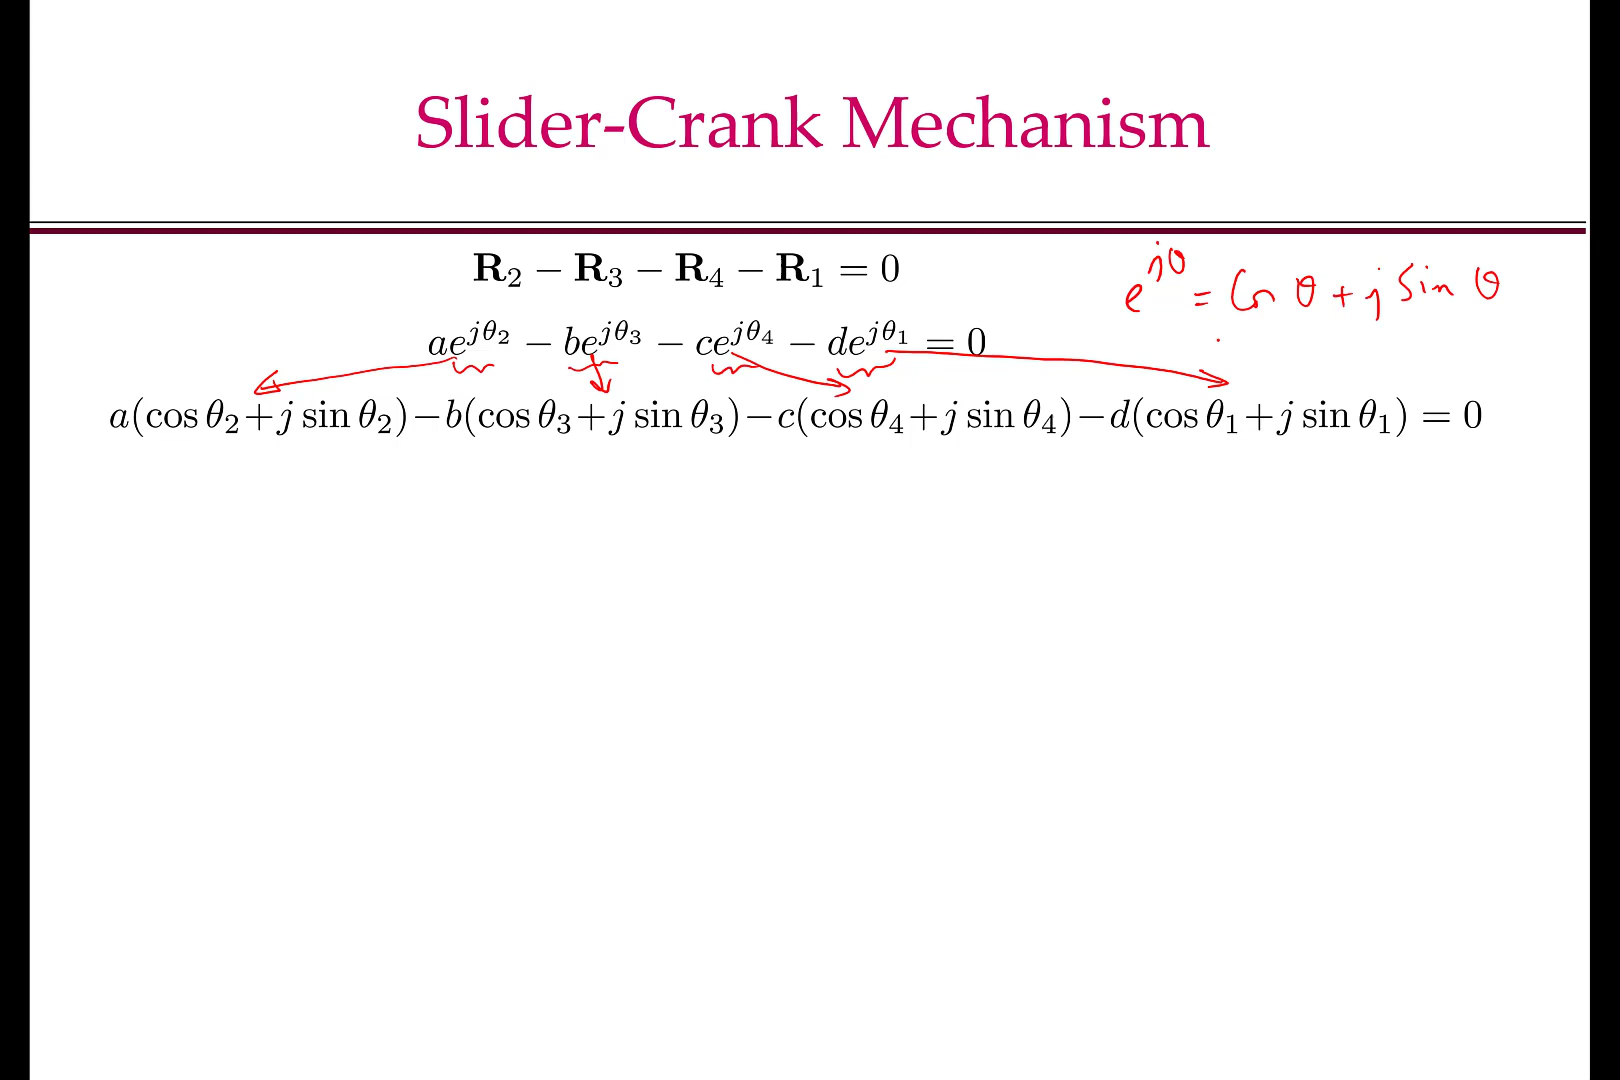 Slider-Crank Mechanism
R₂ − R₃ − R₄ − R₁ = 0
e^{jθ} = Cos θ + j Sin θ
ae^{jθ₂} − be^{jθ₃} − ce^{jθ₄} − de^{jθ₁} = 0
a(cos θ₂+j sin θ₂)−b(cos θ₃+j sin θ₃)−c(cos θ₄+j sin θ₄)−d(cos θ₁+j sin θ₁) = 0